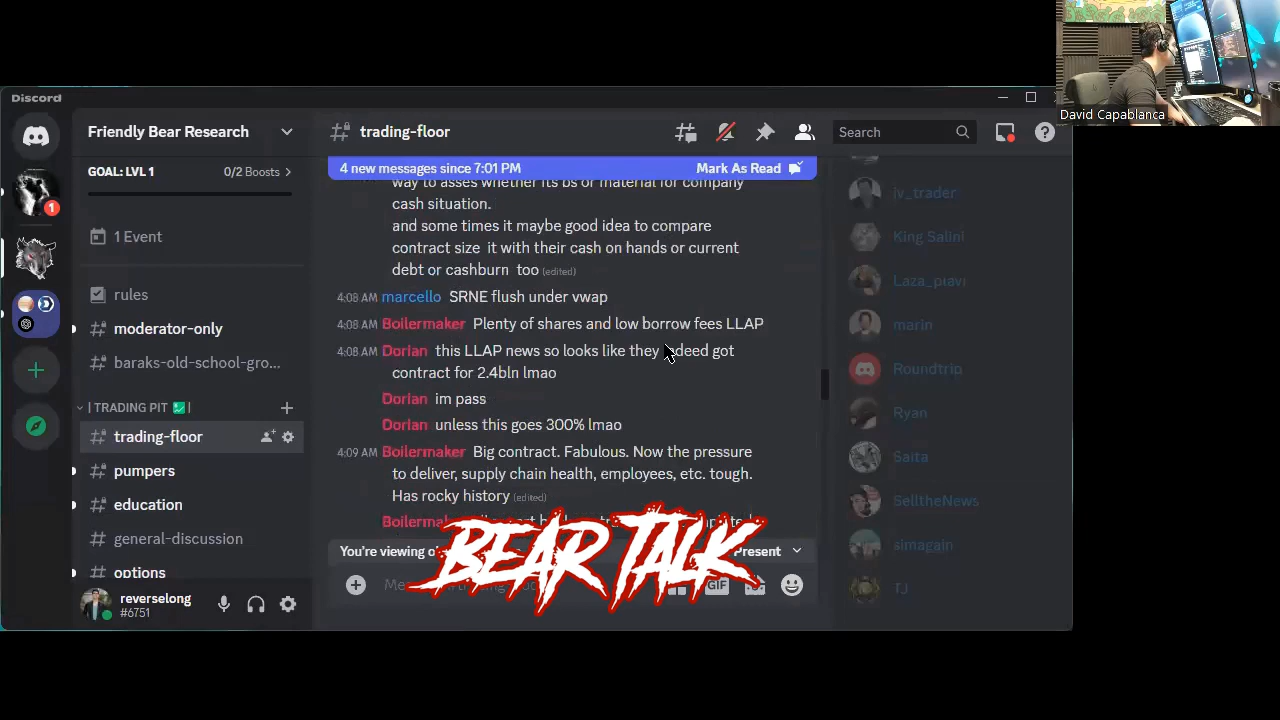 David Capablanca
Discord
Friendly Bear Research
trading-floor
Search
GOAL: LVL 1
0/2 Boosts
4 new messages since 7:01 PM
Mark As Read
1
1 Event
rules
moderator-only
baraks-old-school-gro...
| TRADING PIT
trading-floor
pumpers
education
general-discussion
options
reverselong
#6751
way to asses whether its bs or material for company
cash situation.
and some times it maybe good idea to compare
contract size it with their cash on hands or current
debt or cashburn too (edited)
4:08 AM marcello SRNE flush under vwap
4:08 AM Boilermaker Plenty of shares and low borrow fees LLAP
4:08 AM Dorian this LLAP news so looks like they indeed got
contract for 2.4bln lmao
Dorian im pass
Dorian unless this goes 300% lmao
4:09 AM Boilermaker Big contract. Fabulous. Now the pressure
to deliver, supply chain health, employees, etc. tough.
Has rocky history (edited)
You're viewing
Present
BEAR TALK
GIF
jv_trader
King Salini
Laza_piavi
marin
Roundtrip
Ryan
Saita
SelltheNews
simagain
TJ